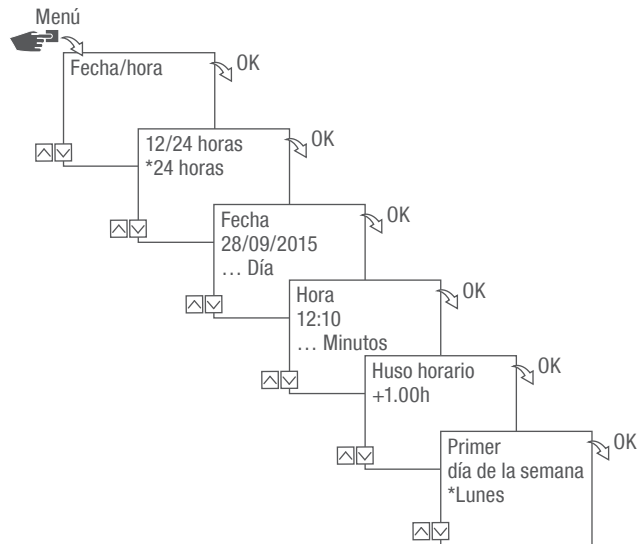 Menú
Fecha/hora
OK
12/24 horas
*24 horas
OK
Fecha
28/09/2015
… Día
OK
Hora
12:10
… Minutos
OK
Huso horario
+1.00h
OK
Primer
día de la semana
*Lunes
OK